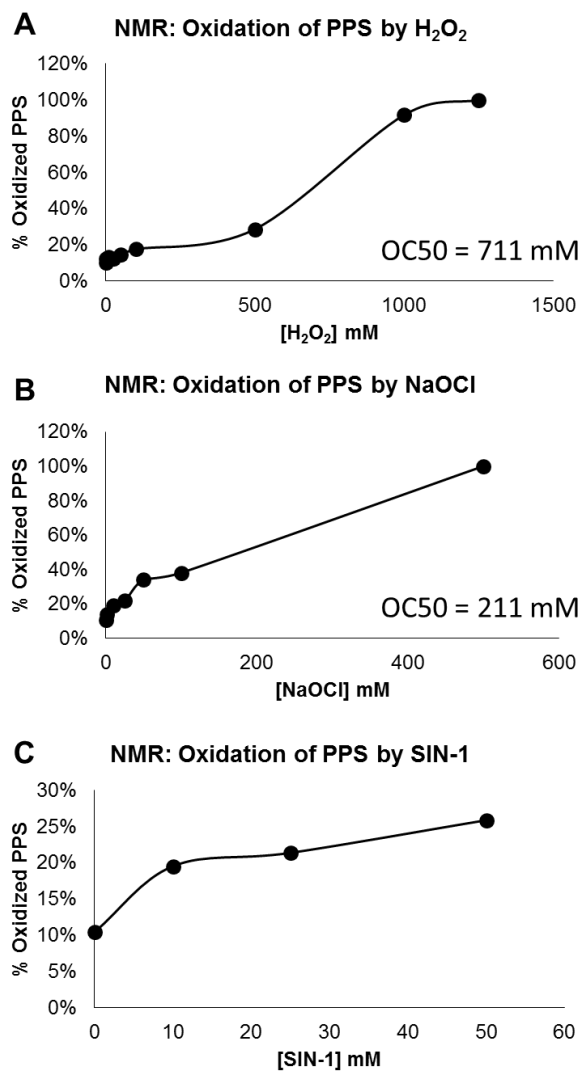 A
NMR: Oxidation of PPS by H₂O₂
120%
100%
80%
60%
40%
20%
0%
% Oxidized PPS
OC50 = 711 mM
0 500 1000 1500
[H₂O₂] mM
B
NMR: Oxidation of PPS by NaOCl
120%
100%
80%
60%
40%
20%
0%
% Oxidized PPS
OC50 = 211 mM
0 200 400 600
[NaOCl] mM
C
NMR: Oxidation of PPS by SIN-1
30%
25%
20%
15%
10%
5%
0%
% Oxidized PPS
0 10 20 30 40 50 60
[SIN-1] mM